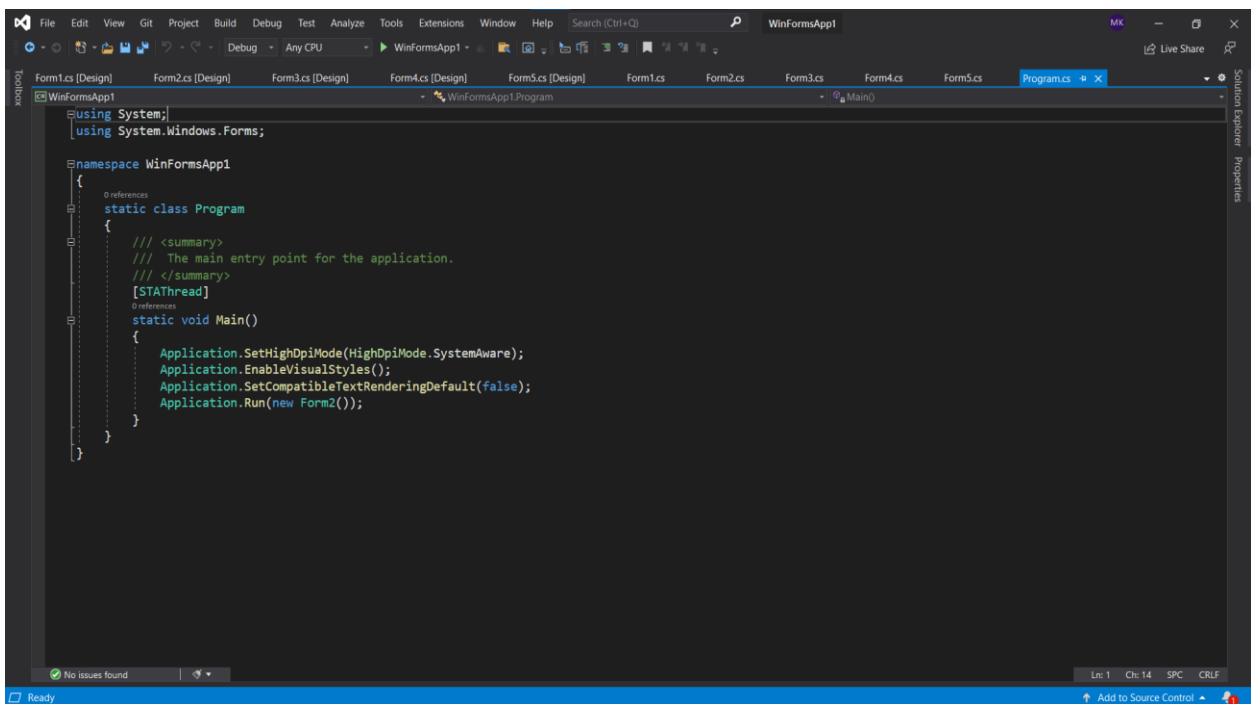 File Edit View Git Project Build Debug Test Analyze Tools Extensions Window Help Search (Ctrl+Q) WinFormsApp1 MK
Debug Any CPU WinFormsApp1 Live Share
Form1.cs [Design] Form2.cs [Design] Form3.cs [Design] Form4.cs [Design] Form5.cs [Design] Form1.cs Form2.cs Form3.cs Form4.cs Form5.cs Program.cs
WinFormsApp1 WinFormsApp1.Program Main()
Toolbox
using System;
using System.Windows.Forms;
namespace WinFormsApp1
{
0 references
static class Program
{
/// <summary>
///  The main entry point for the application.
/// </summary>
[STAThread]
0 references
static void Main()
{
Application.SetHighDpiMode(HighDpiMode.SystemAware);
Application.EnableVisualStyles();
Application.SetCompatibleTextRenderingDefault(false);
Application.Run(new Form2());
}
}
}
Solution Explorer
Properties
No issues found Ln: 1 Ch: 14 SPC CRLF
Ready Add to Source Control 1